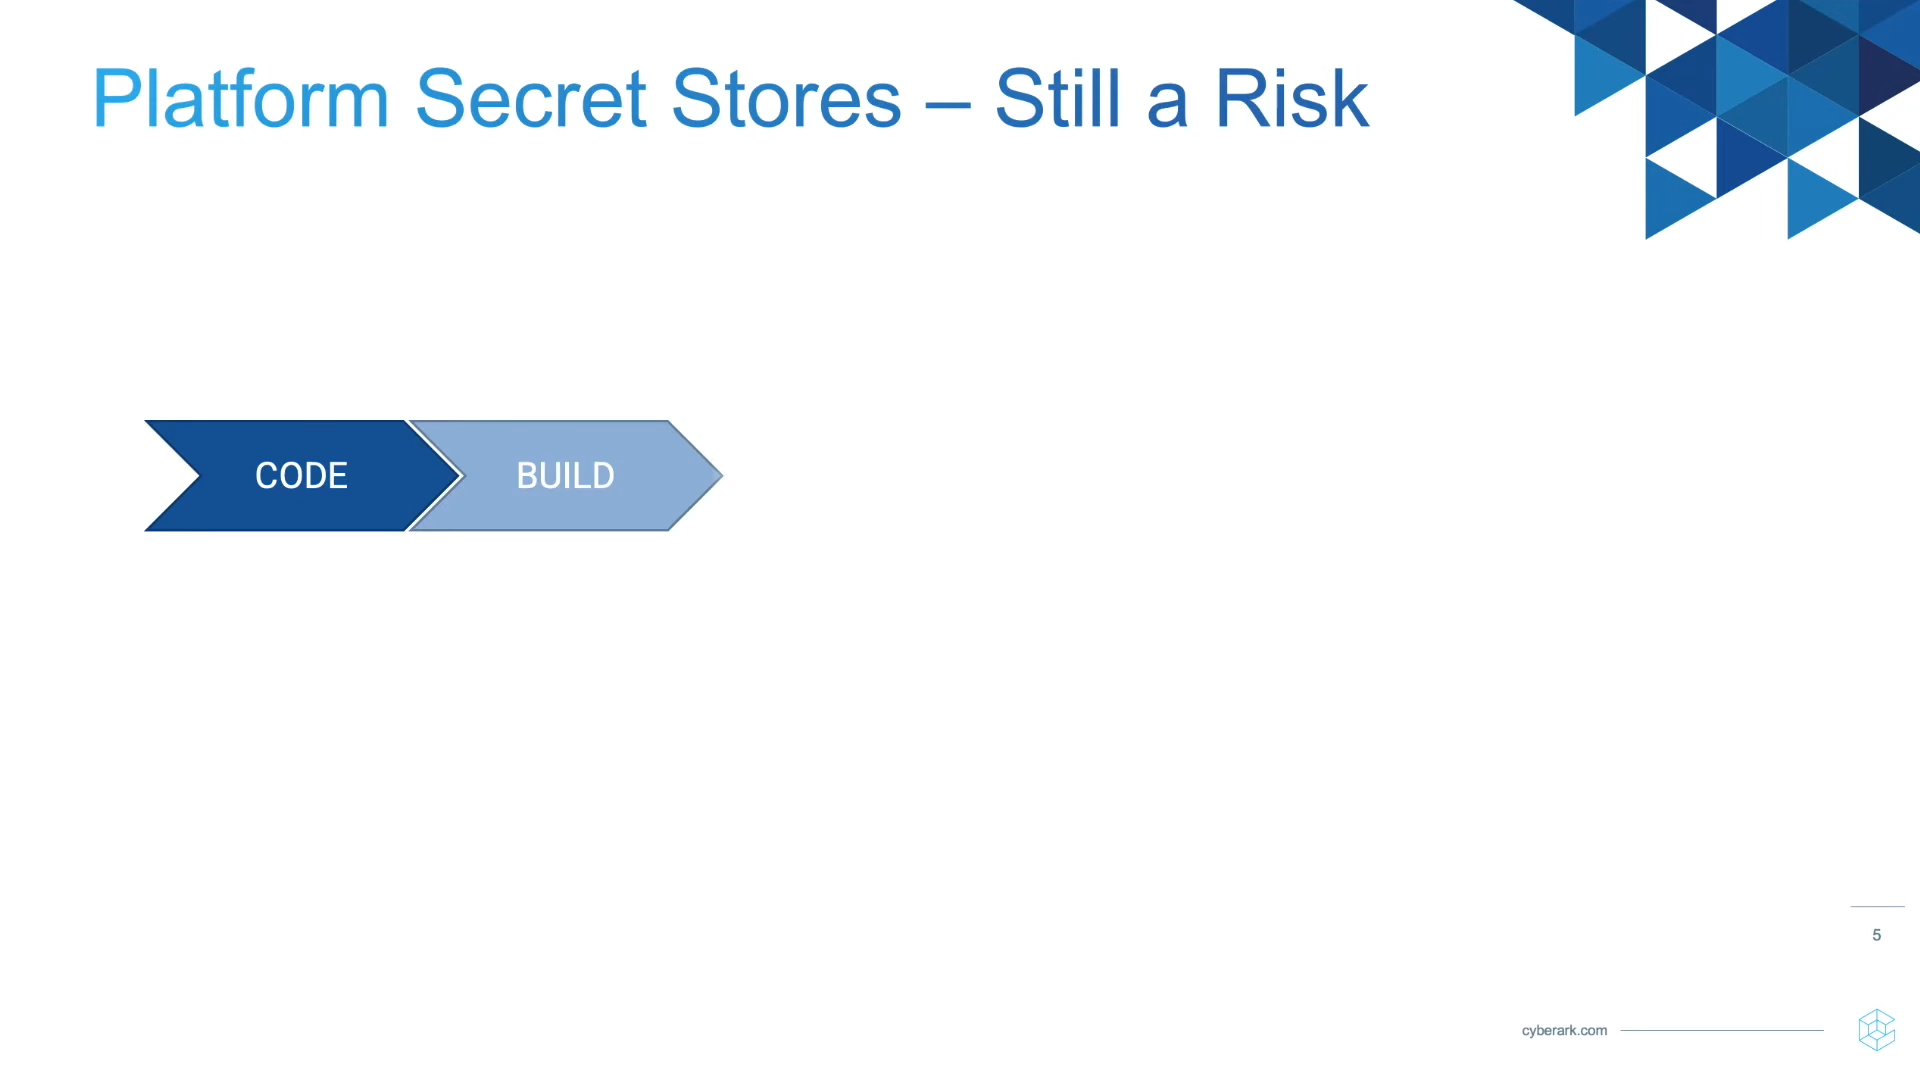 Platform Secret Stores – Still a Risk
CODE
BUILD
5
cyberark.com